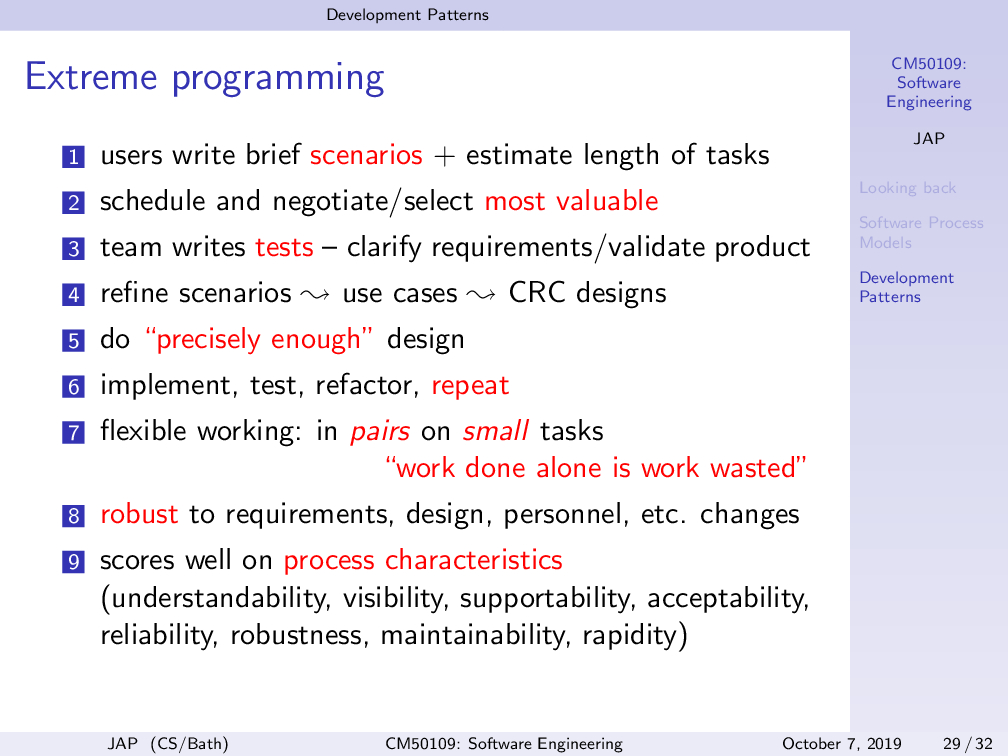 Development Patterns
Extreme programming
1 users write brief scenarios + estimate length of tasks
2 schedule and negotiate/select most valuable
3 team writes tests – clarify requirements/validate product
4 refine scenarios ⤳ use cases ⤳ CRC designs
5 do “precisely enough” design
6 implement, test, refactor, repeat
7 flexible working: in pairs on small tasks
“work done alone is work wasted”
8 robust to requirements, design, personnel, etc. changes
9 scores well on process characteristics
(understandability, visibility, supportability, acceptability,
reliability, robustness, maintainability, rapidity)
CM50109:
Software
Engineering
JAP
Looking back
Software Process
Models
Development
Patterns
JAP (CS/Bath)
CM50109: Software Engineering
October 7, 2019
29 / 32